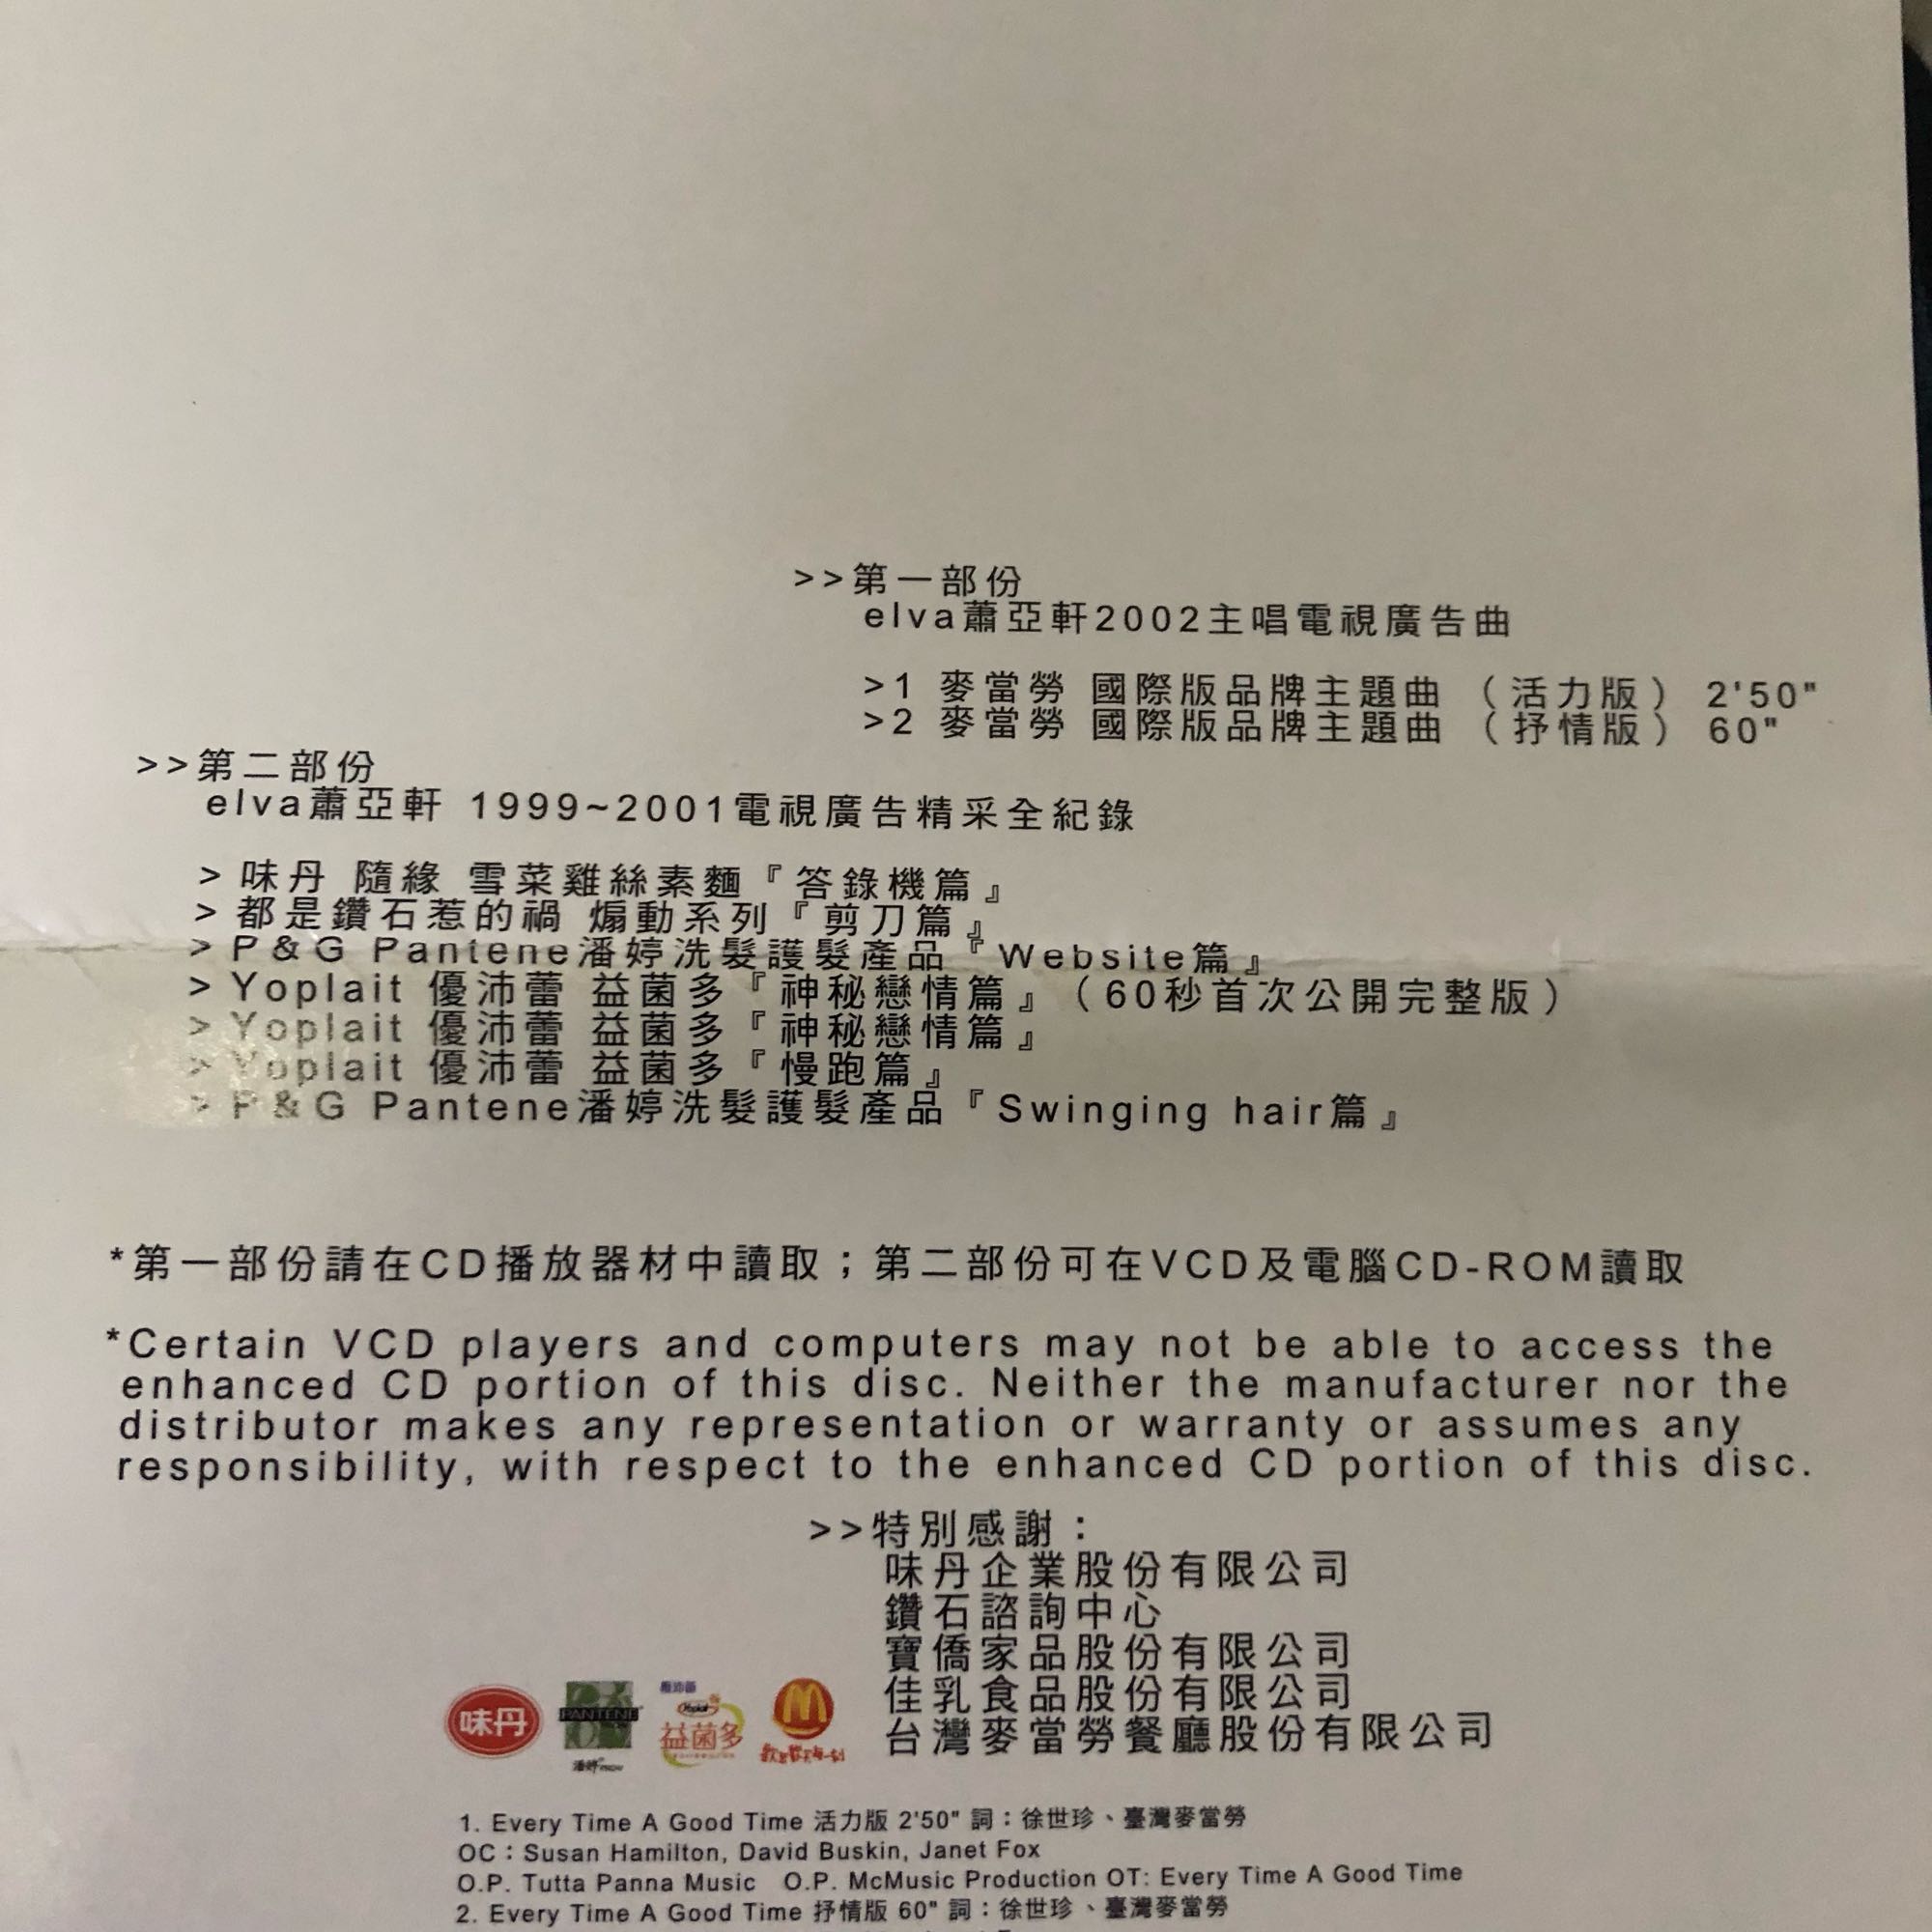 >>第一部份
elva蕭亞軒2002主唱電視廣告曲
>1 麥當勞 國際版品牌主題曲 (活力版) 2'50"
>2 麥當勞 國際版品牌主題曲 (抒情版) 60"
>>第二部份
elva蕭亞軒 1999~2001電視廣告精采全紀錄
> 味丹 隨緣 雪菜雞絲素麵『答錄機篇』
> 都是鑽石惹的禍 煽動系列『剪刀篇』
> P&G Pantene潘婷洗髮護髮產品『Website篇』
> Yoplait 優沛蕾 益菌多『神秘戀情篇』(60秒首次公開完整版)
> Yoplait 優沛蕾 益菌多『神秘戀情篇』
> Yoplait 優沛蕾 益菌多『慢跑篇』
> P&G Pantene潘婷洗髮護髮產品『Swinging hair篇』
*第一部份請在CD播放器材中讀取；第二部份可在VCD及電腦CD-ROM讀取
*Certain VCD players and computers may not be able to access the
enhanced CD portion of this disc. Neither the manufacturer nor the
distributor makes any representation or warranty or assumes any
responsibility, with respect to the enhanced CD portion of this disc.
>>特別感謝：
味丹企業股份有限公司
鑽石諮詢中心
寶僑家品股份有限公司
佳乳食品股份有限公司
台灣麥當勞餐廳股份有限公司
味丹
PANTENE
潘婷
優沛蕾
Yoplait
益菌多
M
歡聚歡笑每一刻
1. Every Time A Good Time 活力版 2'50" 詞：徐世珍、臺灣麥當勞
OC：Susan Hamilton, David Buskin, Janet Fox
O.P. Tutta Panna Music O.P. McMusic Production OT: Every Time A Good Time
2. Every Time A Good Time 抒情版 60" 詞：徐世珍、臺灣麥當勞